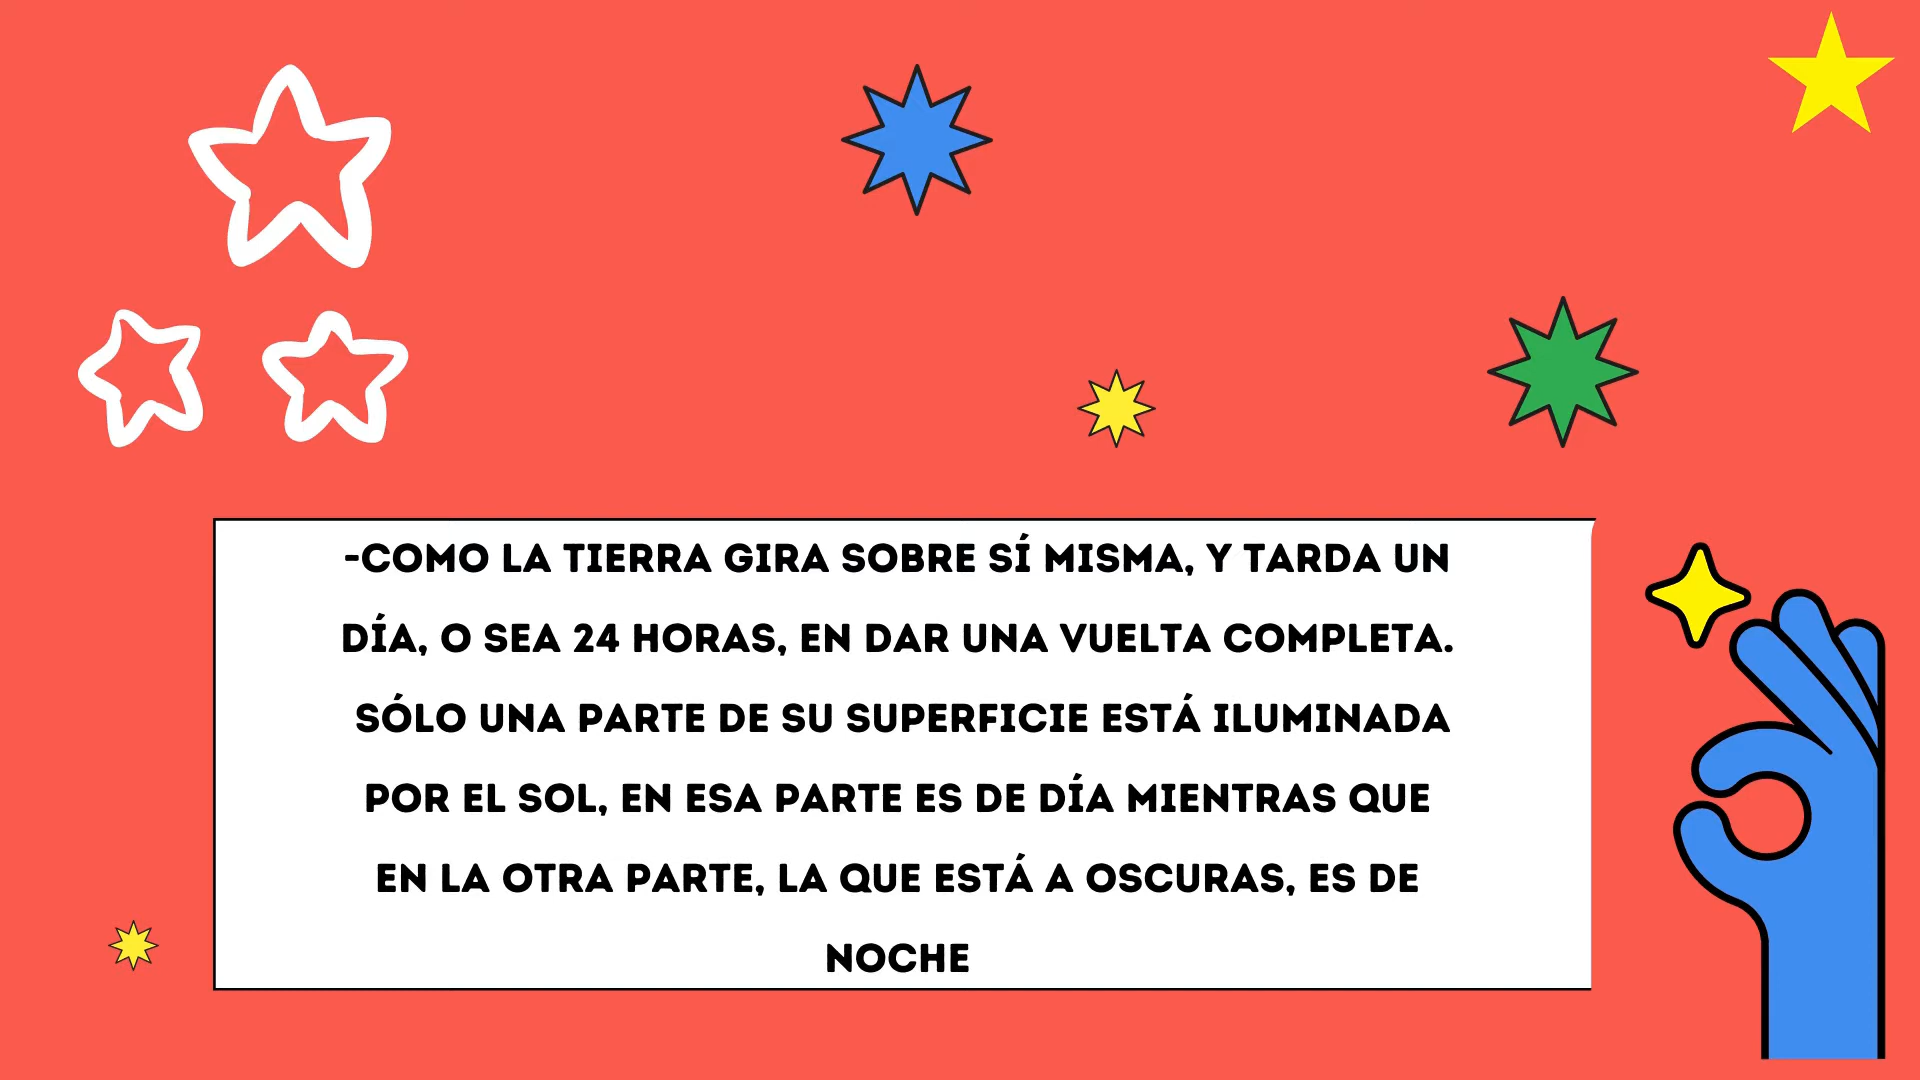 -COMO LA TIERRA GIRA SOBRE SÍ MISMA, Y TARDA UN
DÍA, O SEA 24 HORAS, EN DAR UNA VUELTA COMPLETA.
SÓLO UNA PARTE DE SU SUPERFICIE ESTÁ ILUMINADA
POR EL SOL, EN ESA PARTE ES DE DÍA MIENTRAS QUE
EN LA OTRA PARTE, LA QUE ESTÁ A OSCURAS, ES DE
NOCHE